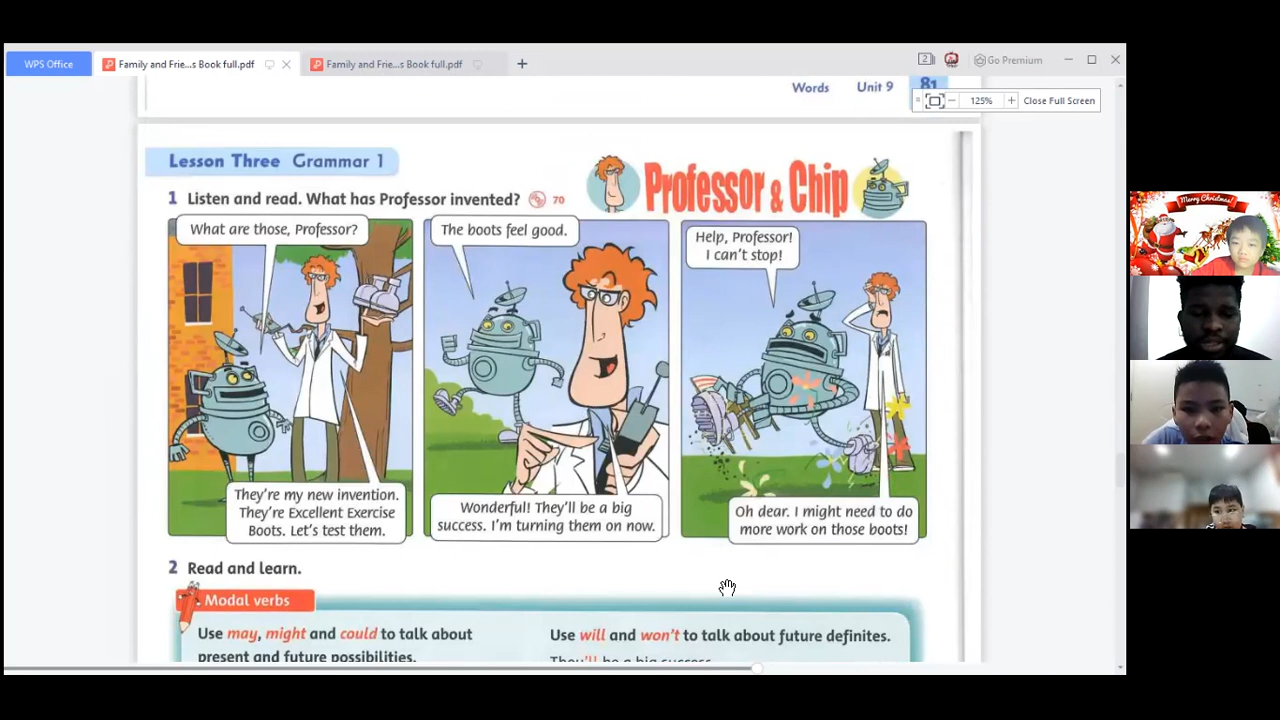 WPS Office
Family and Frie...s Book full.pdf
Family and Frie...s Book full.pdf
2
Go Premium
Words Unit 9 81
125%
Close Full Screen
Lesson Three Grammar 1
Professor & Chip
1 Listen and read. What has Professor invented? 70
What are those, Professor?
They're my new invention.
They're Excellent Exercise
Boots. Let's test them.
The boots feel good.
Wonderful! They'll be a big
success. I'm turning them on now.
Help, Professor!
I can't stop!
Oh dear. I might need to do
more work on those boots!
2 Read and learn.
Modal verbs
Use may, might and could to talk about
present and future possibilities.
Use will and won't to talk about future definites.
They'll be a big success
Merry Christmas!